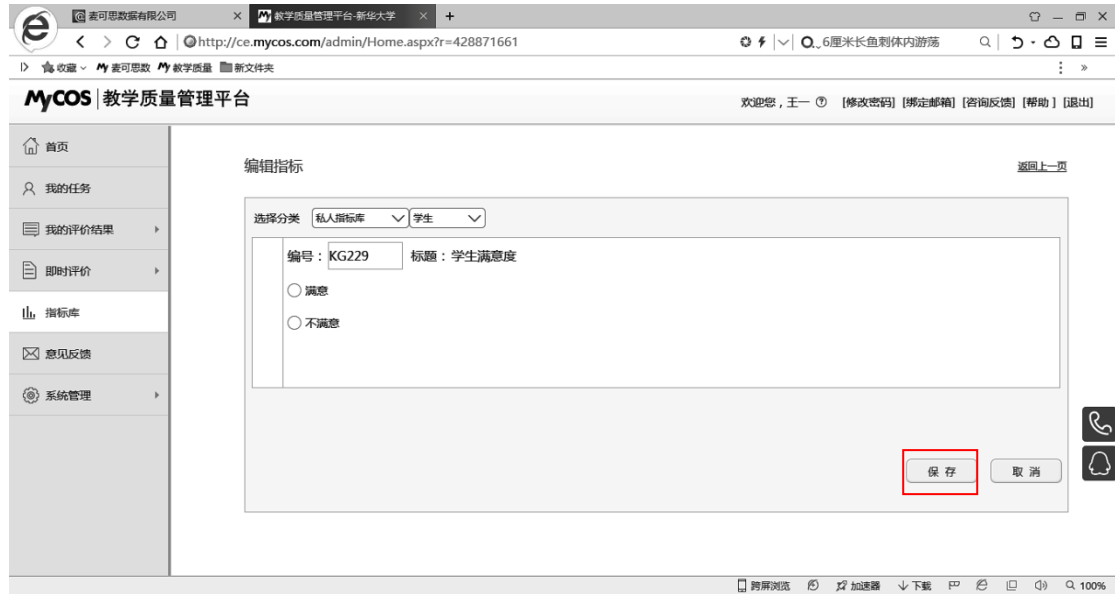 麦可思数据有限公司 教学质量管理平台-新华大学
http://ce.mycos.com/admin/Home.aspx?r=428871661 6厘米长鱼刺体内游荡
收藏 麦可思数 教学质量 新文件夹
MyCOS 教学质量管理平台
欢迎您，王一 [修改密码] [绑定邮箱] [咨询反馈] [帮助] [退出]
首页
我的任务
我的评价结果
即时评价
指标库
意见反馈
系统管理
编辑指标 返回上一页
选择分类 私人指标库 学生
编号：KG229 标题：学生满意度
满意
不满意
保存 取消
跨屏浏览 加速器 下载 100%